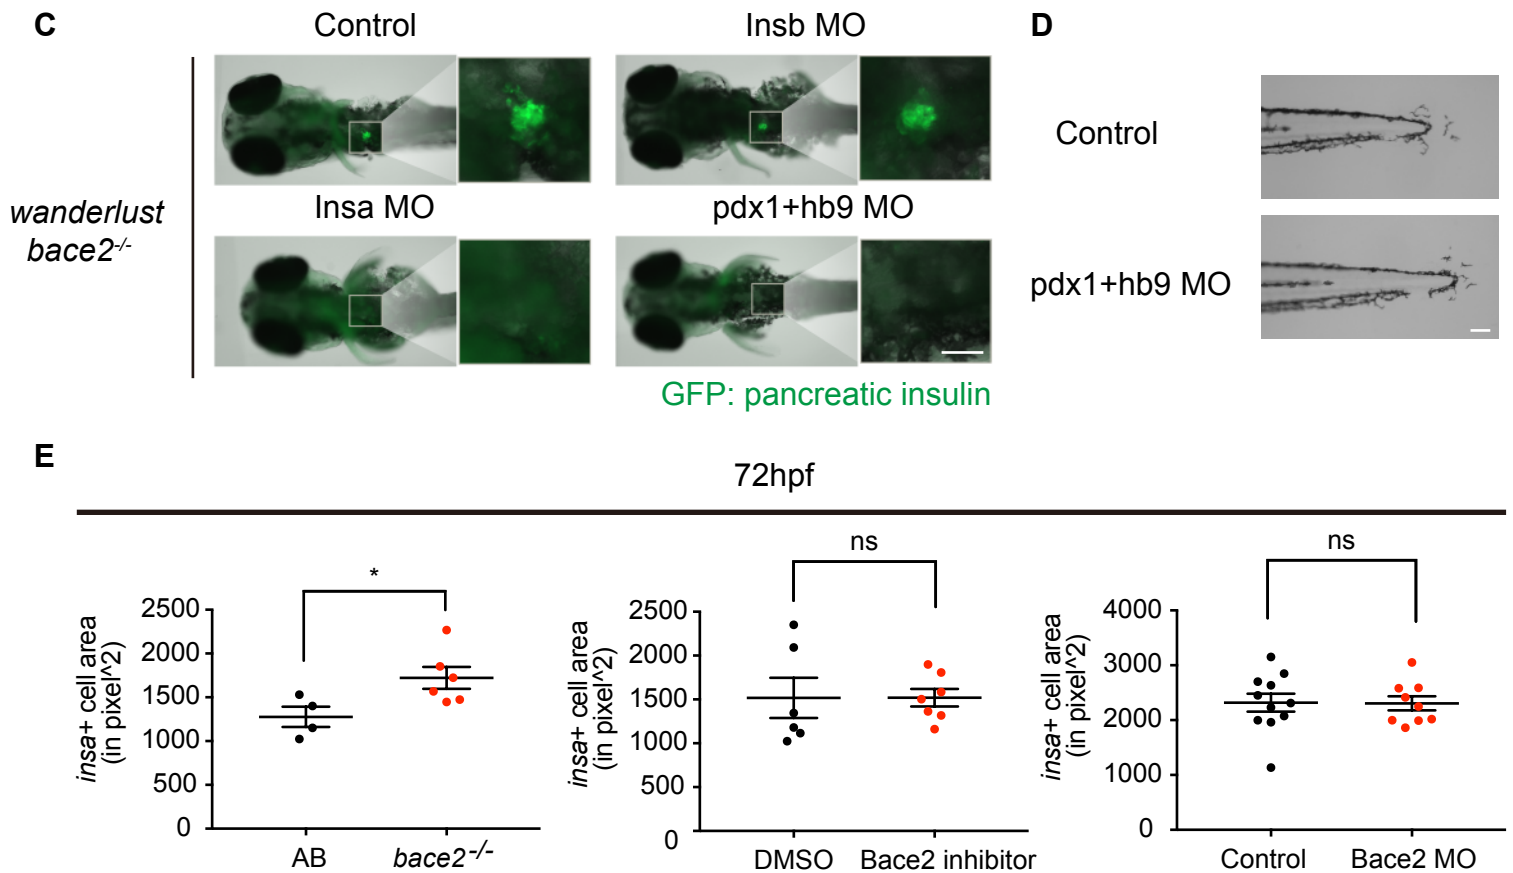 C
Control
Insb MO
wanderlust
bace2-/-
Insa MO
pdx1+hb9 MO
GFP: pancreatic insulin
D
Control
pdx1+hb9 MO
E
72hpf
insa+ cell area
(in pixel^2)
2500
2000
1500
1000
500
0
*
AB
bace2-/-
insa+ cell area
(in pixel^2)
2500
2000
1500
1000
500
0
ns
DMSO
Bace2 inhibitor
insa+ cell area
(in pixel^2)
4000
3000
2000
1000
0
ns
Control
Bace2 MO